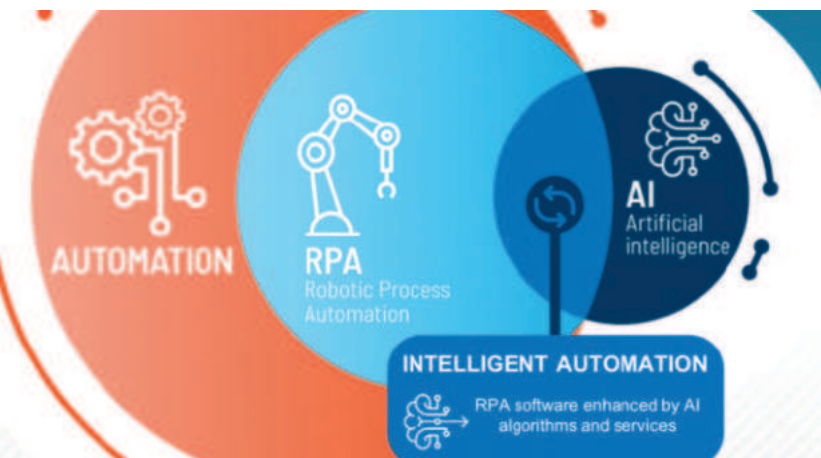 AUTOMATION
RPA
Robotic Process
Automation
AI
Artificial
intelligence
INTELLIGENT AUTOMATION
RPA software enhanced by AI
algorithms and services